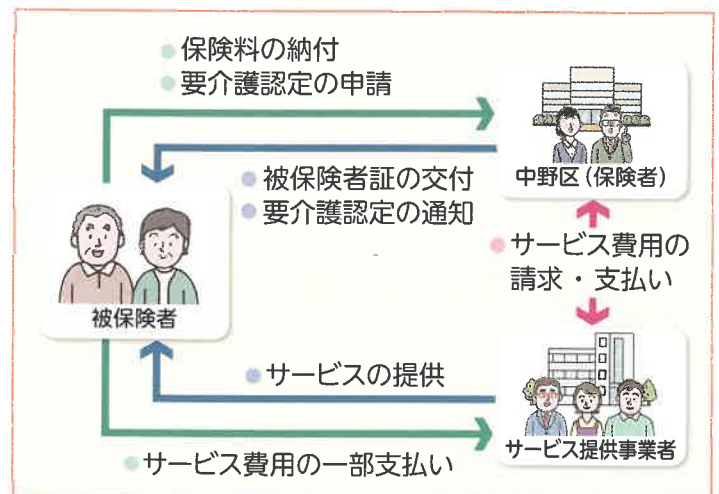 保険料の納付
要介護認定の申請
中野区（保険者）
被保険者証の交付
要介護認定の通知
サービス費用の
請求・支払い
被保険者
サービスの提供
サービス提供事業者
サービス費用の一部支払い